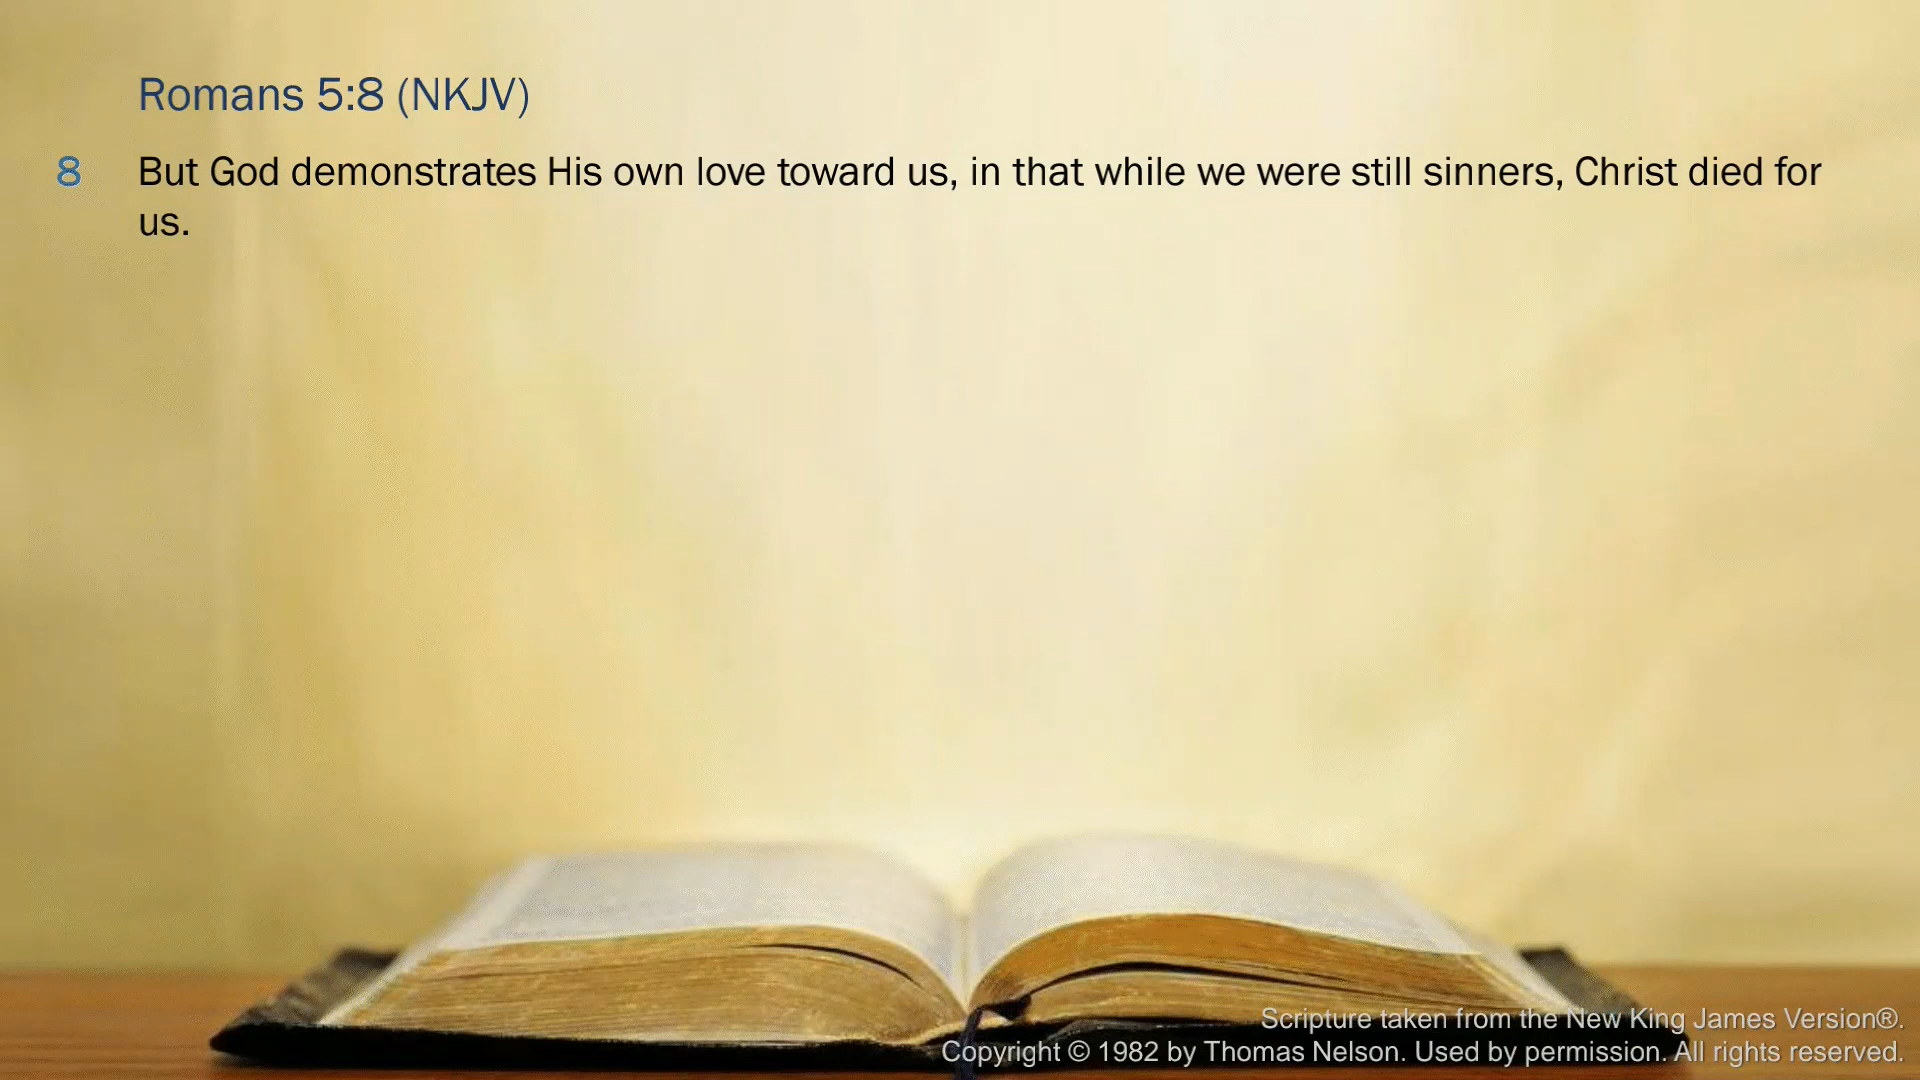 Romans 5:8 (NKJV)
8 But God demonstrates His own love toward us, in that while we were still sinners, Christ died for
us.
Scripture taken from the New King James Version®.
Copyright © 1982 by Thomas Nelson. Used by permission. All rights reserved.